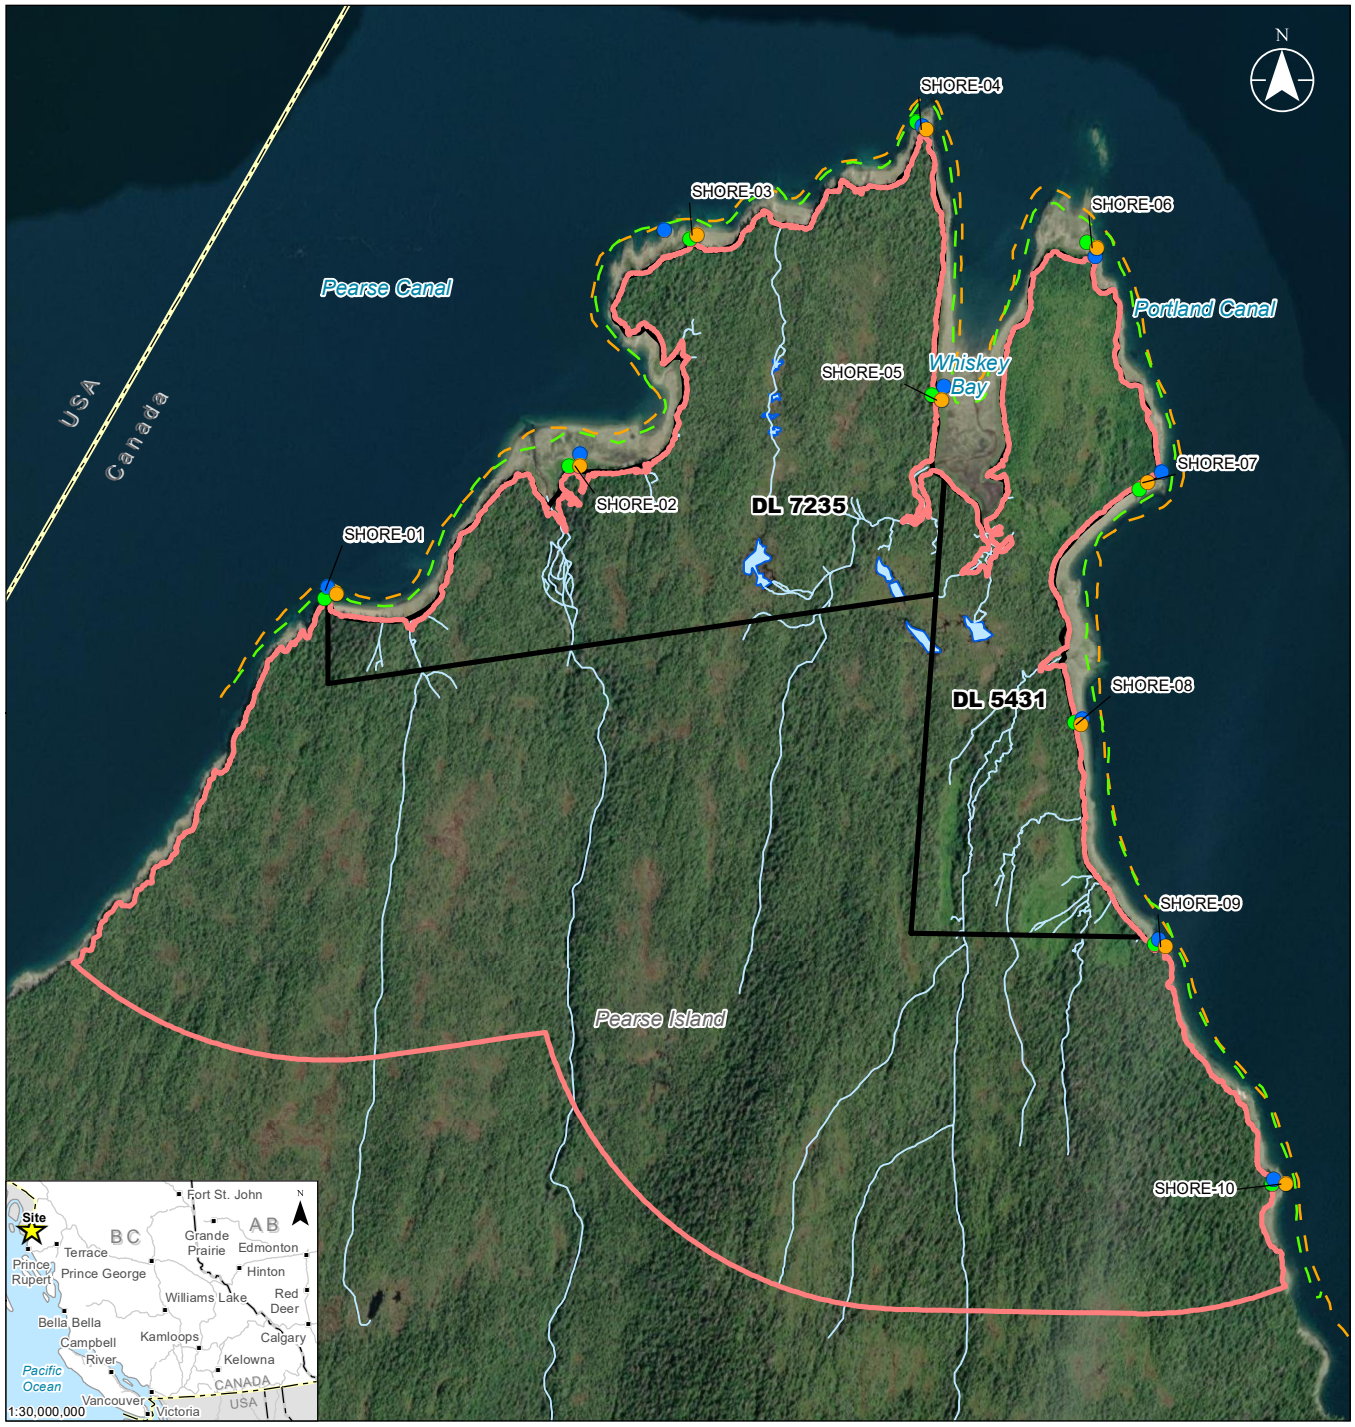 N
SHORE-04
SHORE-03
SHORE-06
Pearse Canal
Portland Canal
Whiskey
Bay
SHORE-05
USA
Canada
SHORE-07
SHORE-02
DL 7235
SHORE-01
SHORE-08
DL 5431
SHORE-09
Pearse Island
SHORE-10
Fort St. John
N
Site
BC
AB
Grande
Prairie
Edmonton
Terrace
Prince
Rupert
Prince George
Hinton
Williams Lake
Red
Deer
Bella Bella
Campbell
River
Kamloops
Calgary
Kelowna
Pacific
Ocean
CANADA
USA
Vancouver
Victoria
1:30,000,000